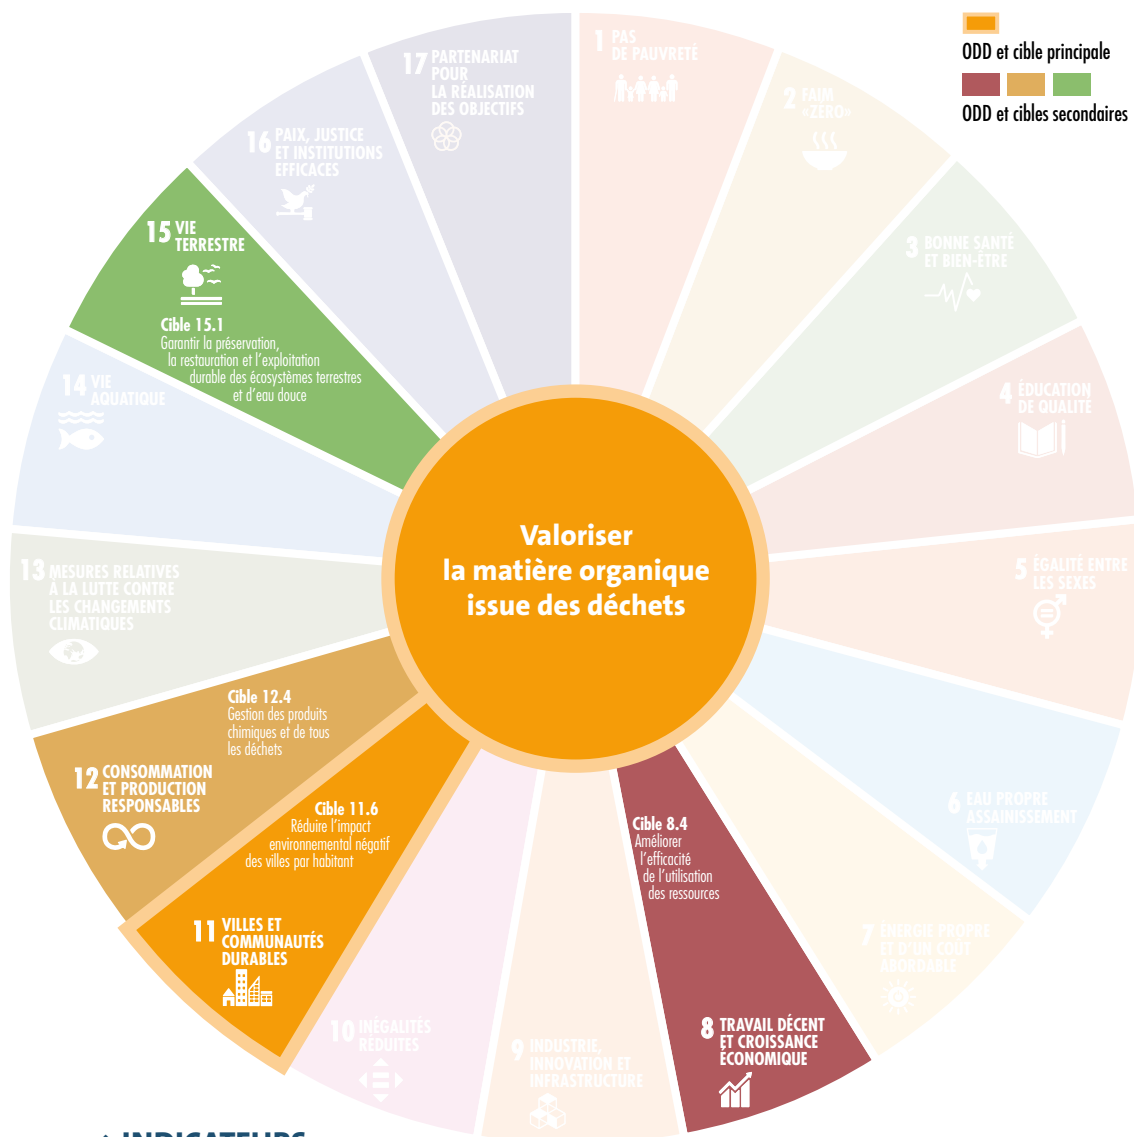 ODD et cible principale
ODD et cibles secondaires
1 PAS
DE PAUVRETÉ
2 FAIM
«ZERO»
3 BONNE SANTÉ
ET BIEN-ÊTRE
4 ÉDUCATION
DE QUALITÉ
5 ÉGALITÉ ENTRE
LES SEXES
6 EAU PROPRE
ASSAINISSEMENT
7 ENERGIE PROPRE
ET D'UN COÛT
ABORDABLE
8 TRAVAIL DÉCENT
ET CROISSANCE
ÉCONOMIQUE
Cible 8.4
Améliorer
l'efficacité
de l'utilisation
des ressources
9 INDUSTRIE,
INNOVATION ET
INFRASTRUCTURE
10 INÉGALITÉS
RÉDUITES
11 VILLES ET
COMMUNAUTÉS
DURABLES
Cible 11.6
Réduire l'impact
environnemental négatif
des villes par habitant
12 CONSOMMATION
ET PRODUCTION
RESPONSABLES
Cible 12.4
Gestion des produits
chimiques et de tous
les déchets
13 MESURES RELATIVES
À LA LUTTE CONTRE
LES CHANGEMENTS
CLIMATIQUES
14 VIE
AQUATIQUE
15 VIE
TERRESTRE
Cible 15.1
Garantir la préservation,
la restauration et l'exploitation
durable des écosystèmes terrestres
et d'eau douce
16 PAIX, JUSTICE
ET INSTITUTIONS
EFFICACES
17 PARTENARIAT
POUR
LA RÉALISATION
DES OBJECTIFS
Valoriser
la matière organique
issue des déchets
INDICATEURS